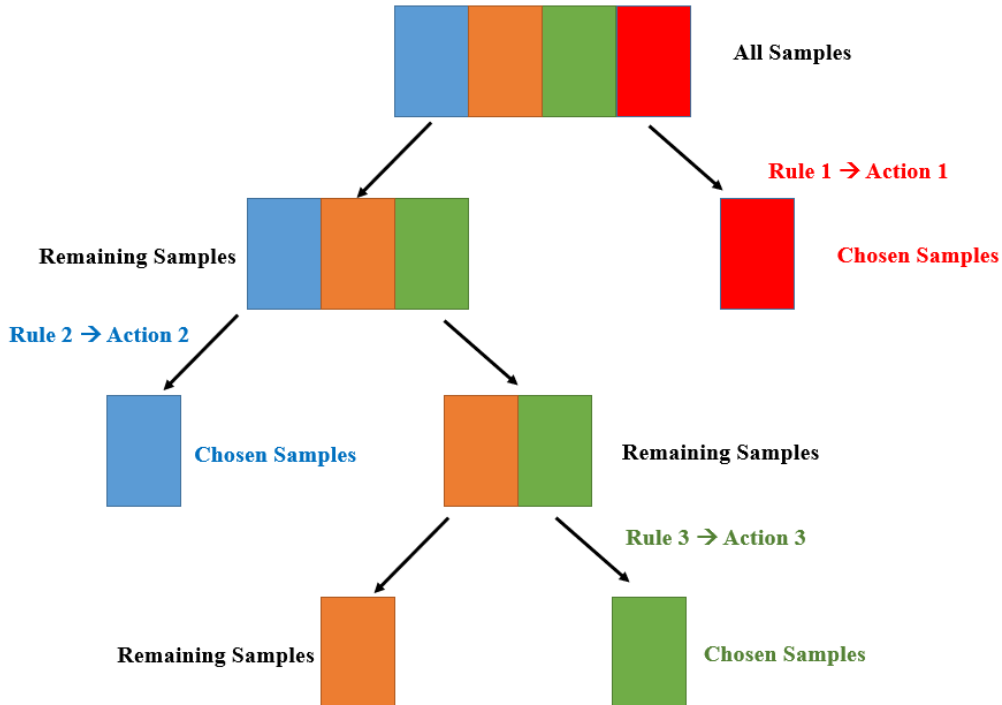 All Samples
Rule 1 → Action 1
Remaining Samples
Chosen Samples
Rule 2 → Action 2
Chosen Samples
Remaining Samples
Rule 3 → Action 3
Remaining Samples
Chosen Samples